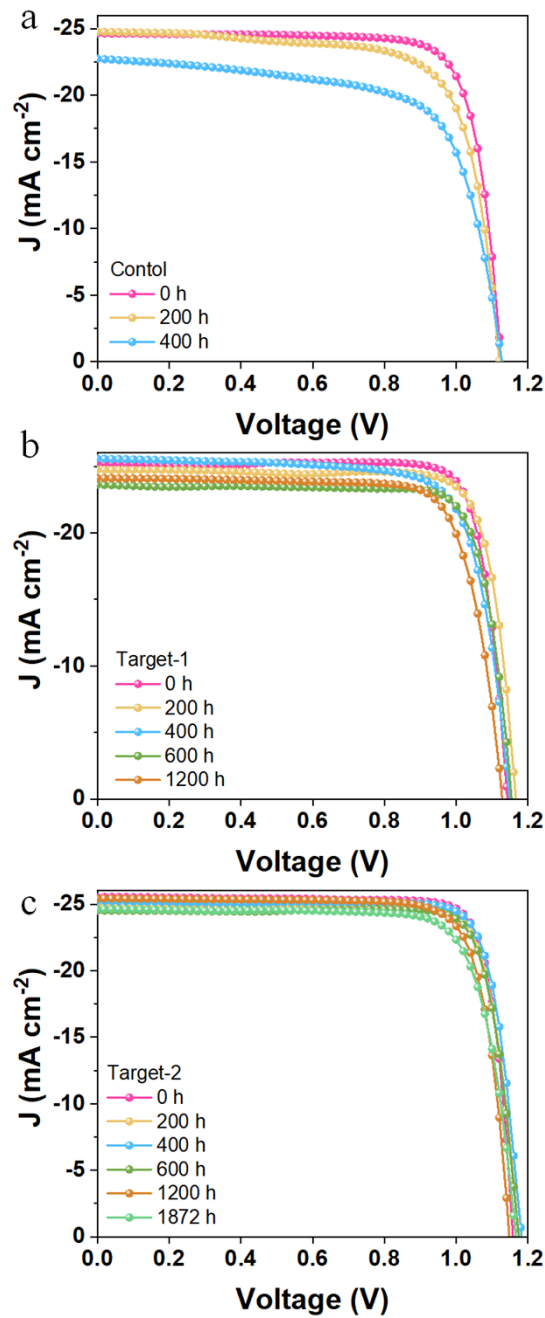 a
-25
-20
-15
-10
-5
0
J (mA cm⁻²)
Contol
0 h
200 h
400 h
0.0 0.2 0.4 0.6 0.8 1.0 1.2
Voltage (V)
b
-20
-10
0
J (mA cm⁻²)
Target-1
0 h
200 h
400 h
600 h
1200 h
0.0 0.2 0.4 0.6 0.8 1.0 1.2
Voltage (V)
c
-25
-20
-15
-10
-5
0
J (mA cm⁻²)
Target-2
0 h
200 h
400 h
600 h
1200 h
1872 h
0.0 0.2 0.4 0.6 0.8 1.0 1.2
Voltage (V)